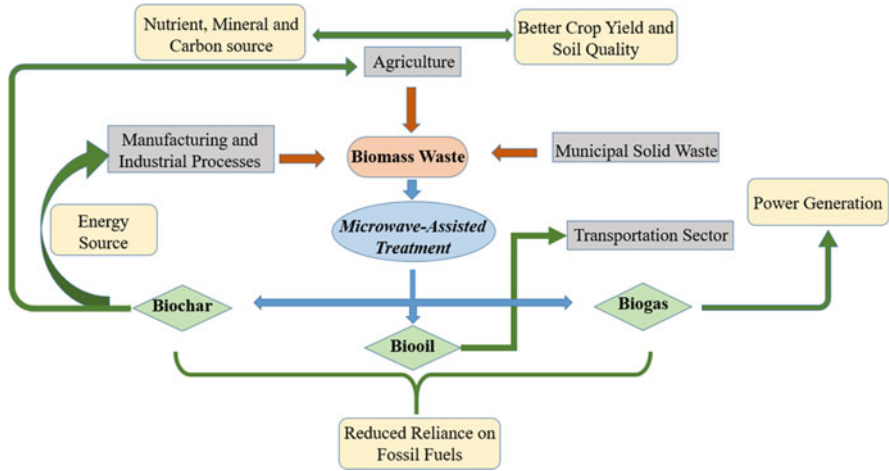 Nutrient, Mineral and
Carbon source
Better Crop Yield and
Soil Quality
Agriculture
Manufacturing and
Industrial Processes
Biomass Waste
Municipal Solid Waste
Energy
Source
Microwave-Assisted
Treatment
Power Generation
Transportation Sector
Biochar
Biogas
Biooil
Reduced Reliance on
Fossil Fuels